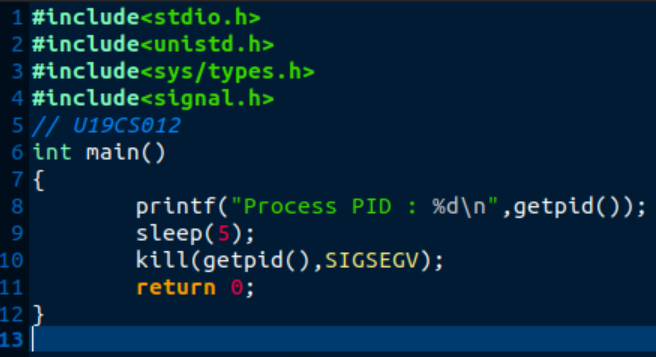 1 #include<stdio.h>
2 #include<unistd.h>
3 #include<sys/types.h>
4 #include<signal.h>
5 // U19CS012
6 int main()
7 {
8         printf("Process PID : %d\n",getpid());
9         sleep(5);
10         kill(getpid(),SIGSEGV);
11         return 0;
12 }
13